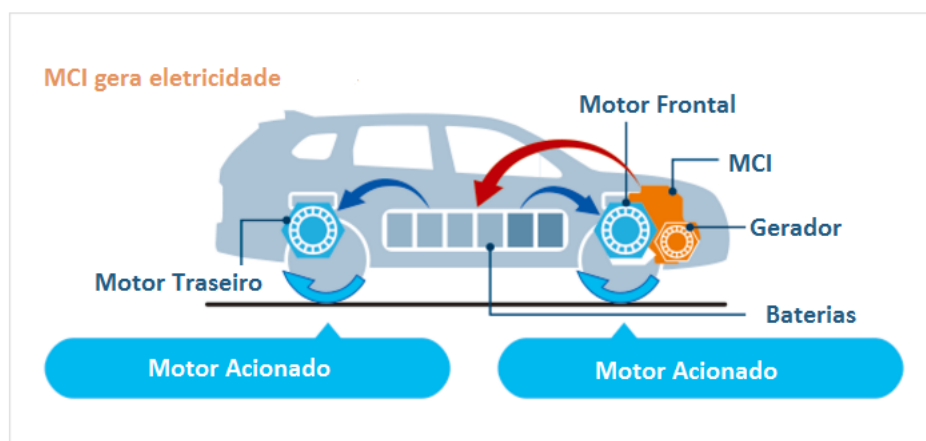 MCI gera eletricidade
Motor Frontal
MCI
Gerador
Motor Traseiro
Baterias
Motor Acionado
Motor Acionado